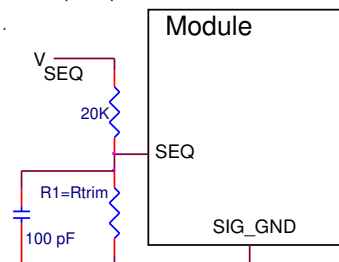 Module
V
SEQ
20K
SEQ
R1=Rtrim
100 pF
SIG_GND